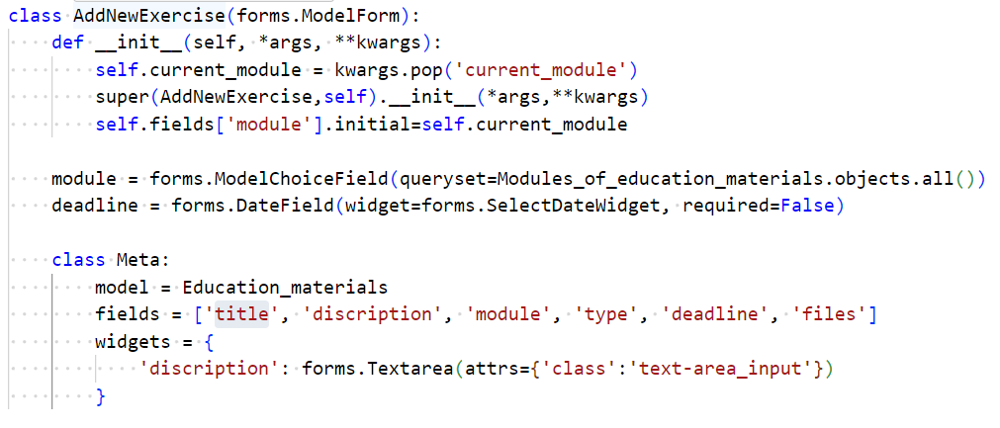 class AddNewExercise(forms.ModelForm):
    def __init__(self, *args, **kwargs):
        self.current_module = kwargs.pop('current_module')
        super(AddNewExercise,self).__init__(*args,**kwargs)
        self.fields['module'].initial=self.current_module

    module = forms.ModelChoiceField(queryset=Modules_of_education_materials.objects.all())
    deadline = forms.DateField(widget=forms.SelectDateWidget, required=False)

    class Meta:
        model = Education_materials
        fields = ['title', 'discription', 'module', 'type', 'deadline', 'files']
        widgets = {
            'discription': forms.Textarea(attrs={'class':'text-area_input'})
        }